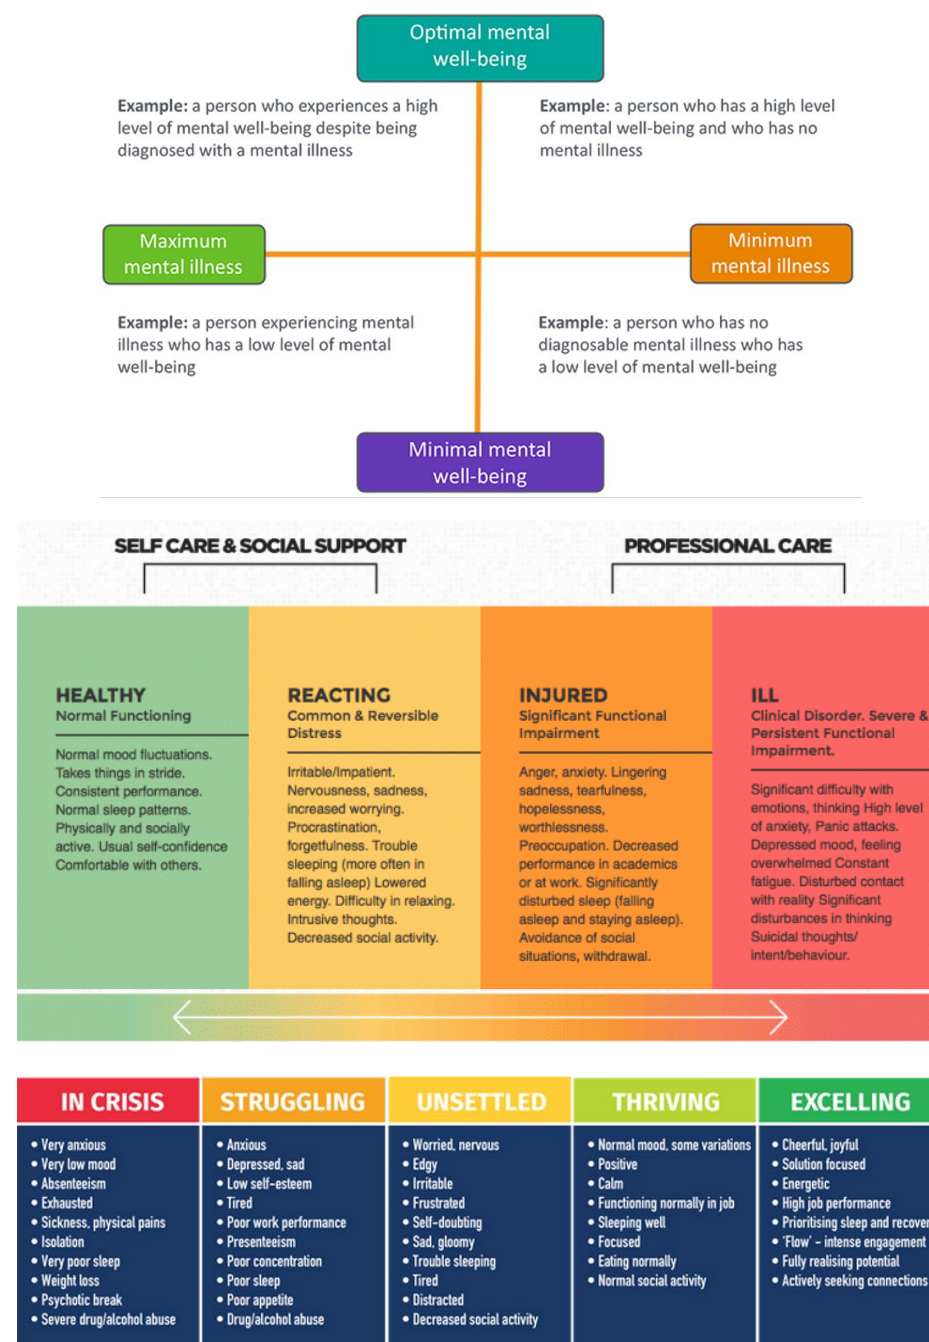 Optimal mental
well-being
Example: a person who experiences a high
level of mental well-being despite being
diagnosed with a mental illness
Example: a person who has a high level
of mental well-being and who has no
mental illness
Maximum
mental illness
Minimum
mental illness
Example: a person experiencing mental
illness who has a low level of mental
well-being
Example: a person who has no
diagnosable mental illness who has
a low level of mental well-being
Minimal mental
well-being
SELF CARE & SOCIAL SUPPORT
PROFESSIONAL CARE
HEALTHY
Normal Functioning
Normal mood fluctuations.
Takes things in stride.
Consistent performance.
Normal sleep patterns.
Physically and socially
active. Usual self-confidence
Comfortable with others.
REACTING
Common & Reversible
Distress
Irritable/Impatient.
Nervousness, sadness,
increased worrying.
Procrastination,
forgetfulness. Trouble
sleeping (more often in
falling asleep) Lowered
energy. Difficulty in relaxing.
Intrusive thoughts.
Decreased social activity.
INJURED
Significant Functional
Impairment
Anger, anxiety. Lingering
sadness, tearfulness,
hopelessness,
worthlessness.
Preoccupation. Decreased
performance in academics
or at work. Significantly
disturbed sleep (falling
asleep and staying asleep).
Avoidance of social
situations, withdrawal.
ILL
Clinical Disorder. Severe &
Persistent Functional
Impairment.
Significant difficulty with
emotions, thinking High level
of anxiety, Panic attacks.
Depressed mood, feeling
overwhelmed Constant
fatigue. Disturbed contact
with reality Significant
disturbances in thinking
Suicidal thoughts/
intent/behaviour.
IN CRISIS
• Very anxious
• Very low mood
• Absenteeism
• Exhausted
• Sickness, physical pains
• Isolation
• Very poor sleep
• Weight loss
• Psychotic break
• Severe drug/alcohol abuse
STRUGGLING
• Anxious
• Depressed, sad
• Low self-esteem
• Tired
• Poor work performance
• Presenteeism
• Poor concentration
• Poor sleep
• Poor appetite
• Drug/alcohol abuse
UNSETTLED
• Worried, nervous
• Edgy
• Irritable
• Frustrated
• Self-doubting
• Sad, gloomy
• Trouble sleeping
• Tired
• Distracted
• Decreased social activity
THRIVING
• Normal mood, some variations
• Positive
• Calm
• Functioning normally in job
• Sleeping well
• Focused
• Eating normally
• Normal social activity
EXCELLING
• Cheerful, joyful
• Solution focused
• Energetic
• High job performance
• Prioritising sleep and recover
• 'Flow' – intense engagement
• Fully realising potential
• Actively seeking connections